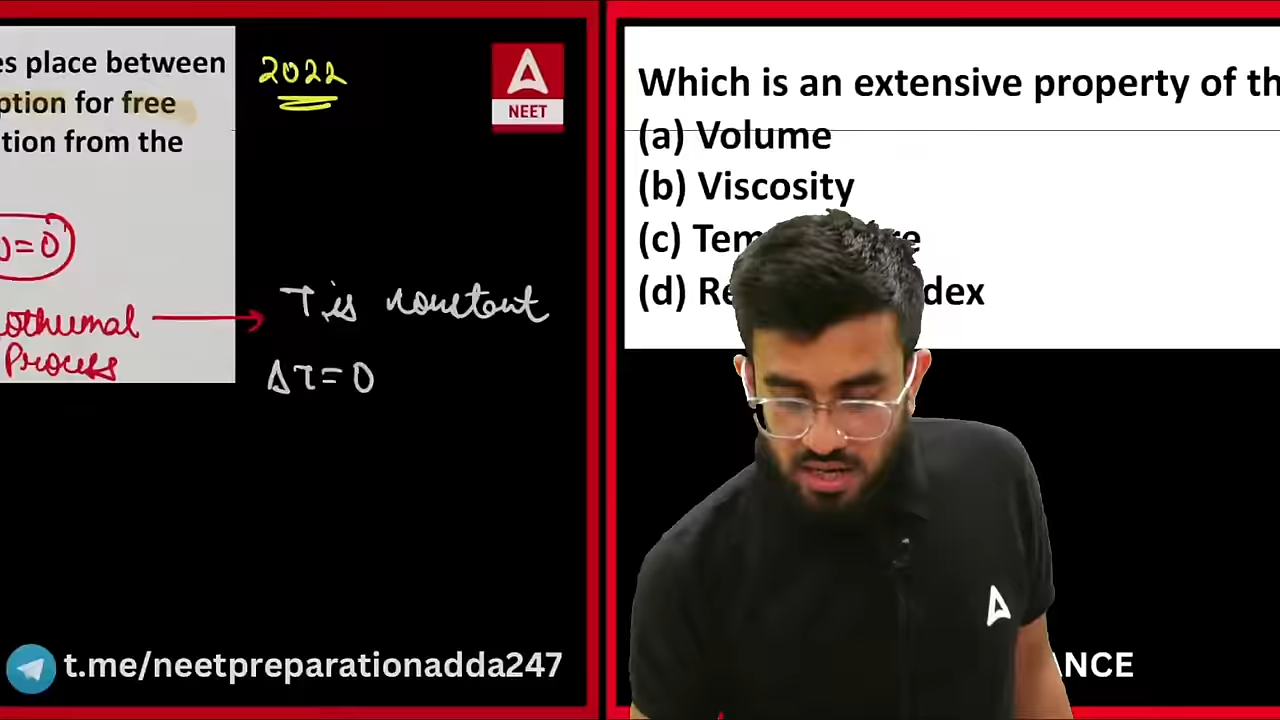 es place between
ption for free
tion from the
=0
othermal
Process
2022
NEET
T is constant
ΔT=0
t.me/neetpreparationadda247
Which is an extensive property of th
(a) Volume
(b) Viscosity
(c) Tem re
(d) Re dex
ANCE